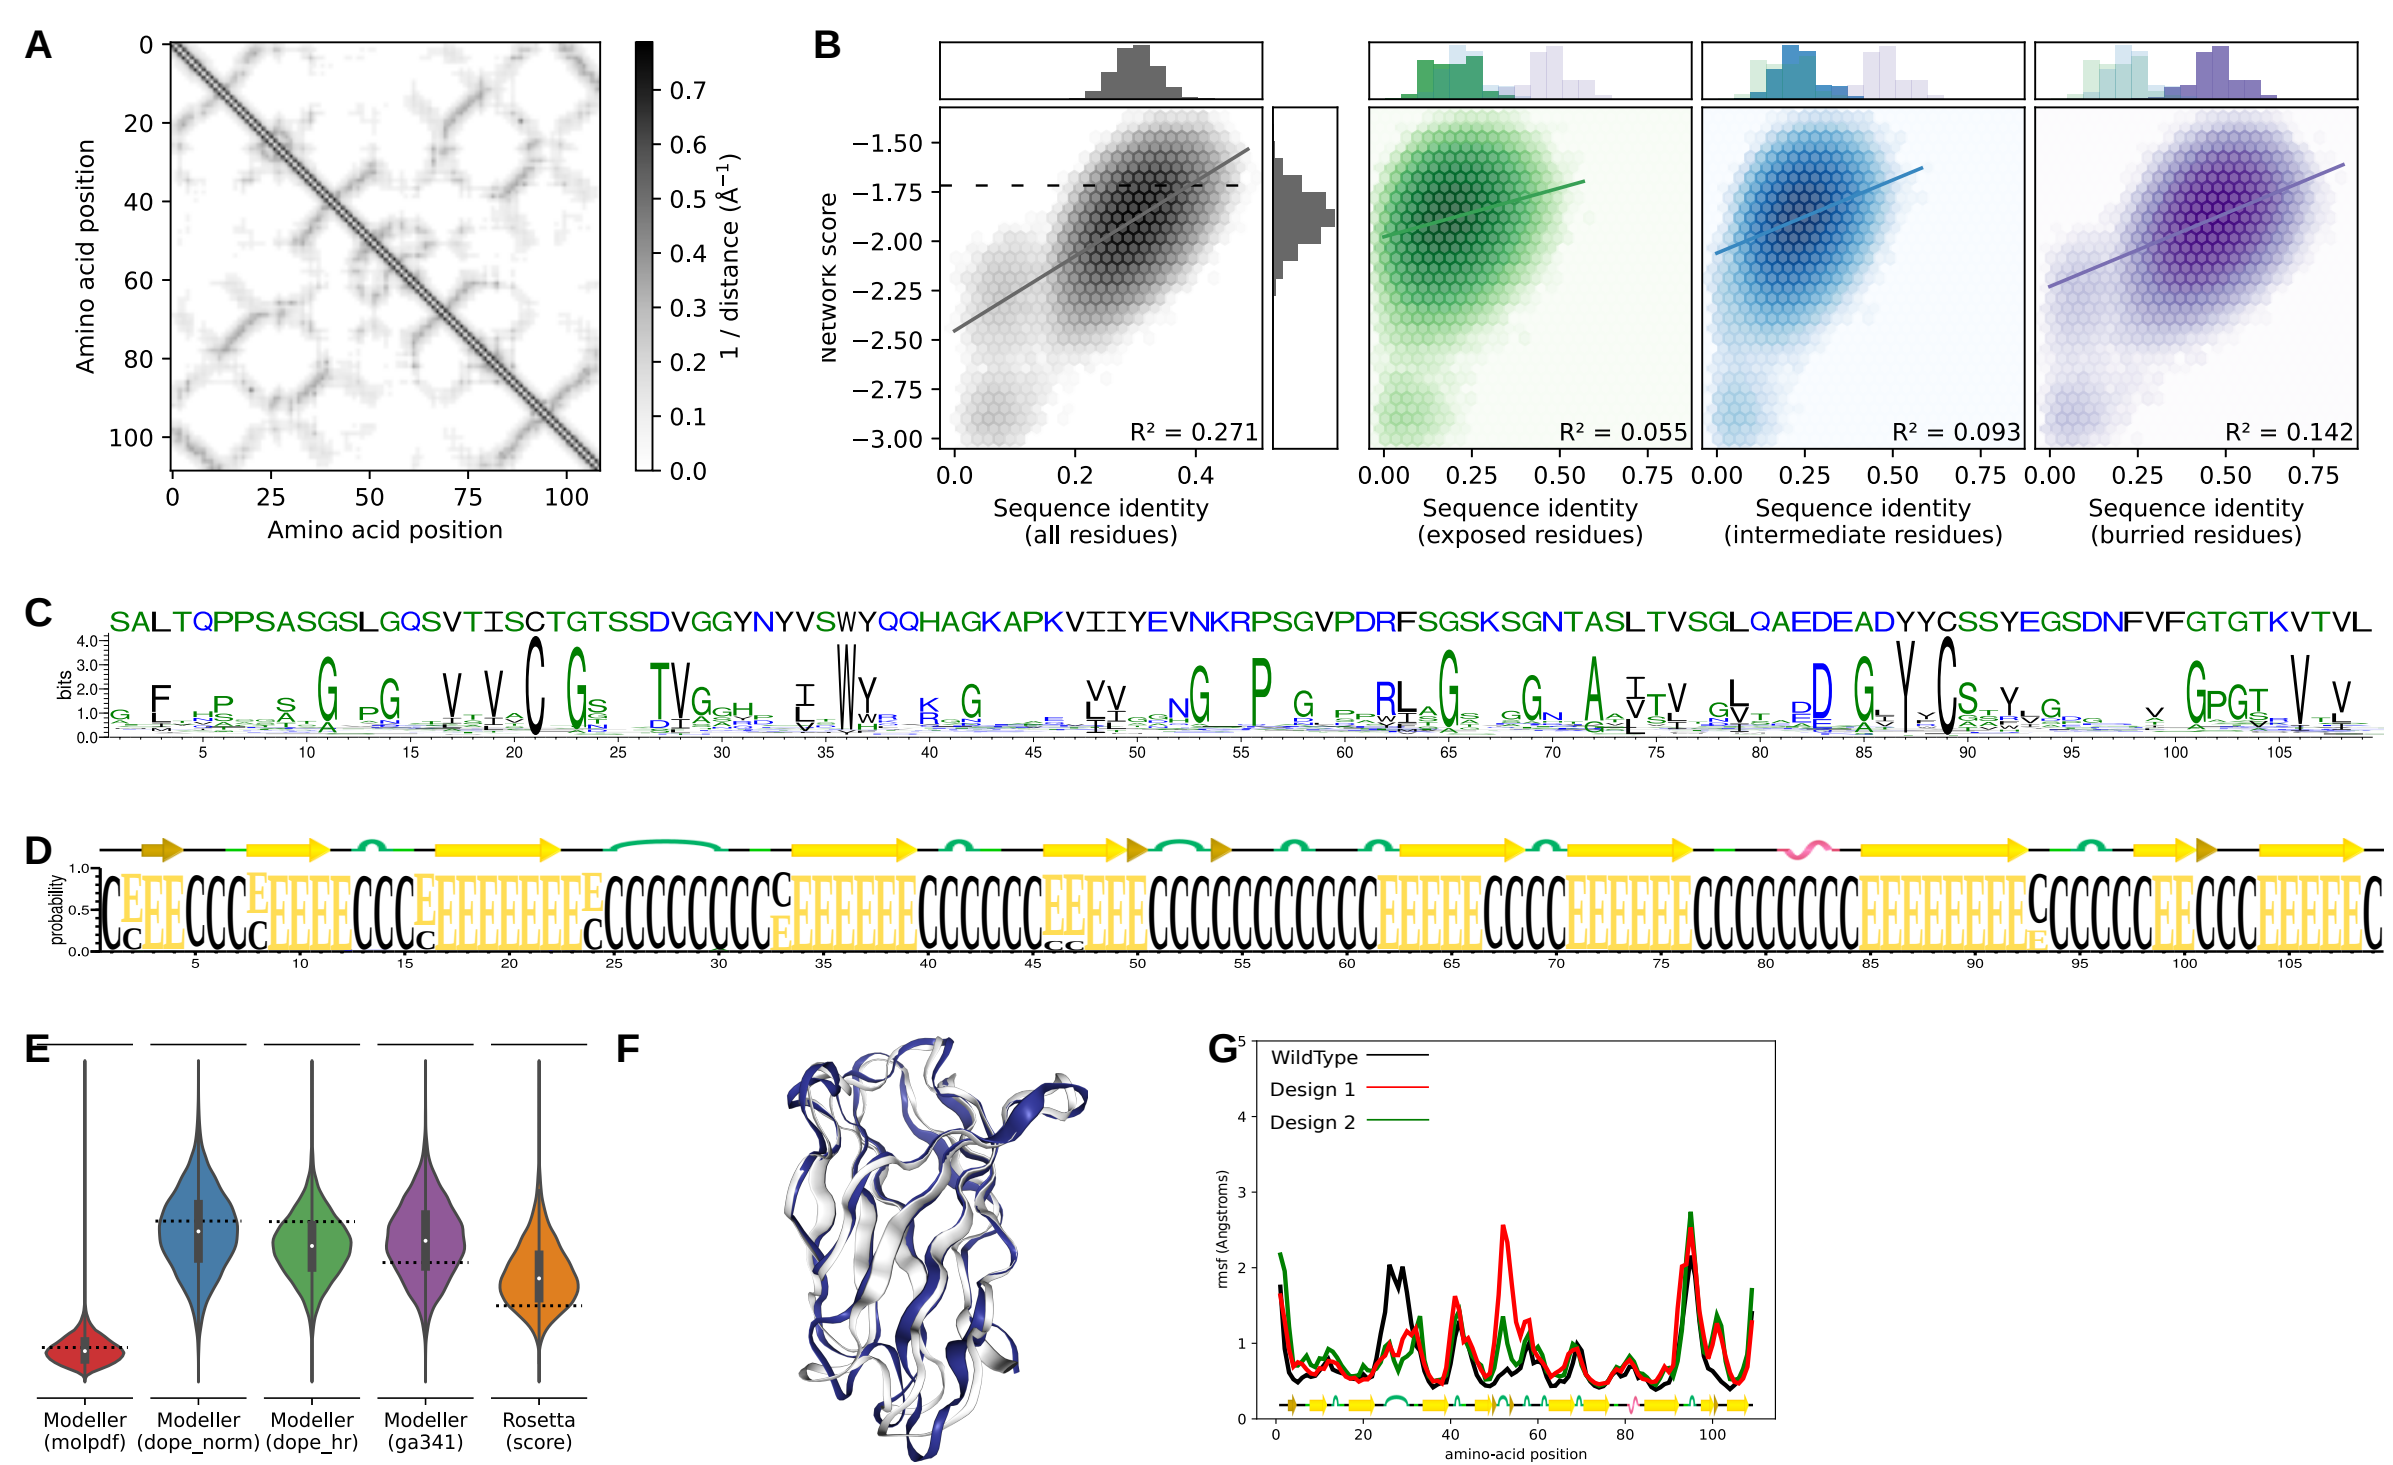 A
Amino acid position
0
20
40
60
80
100
0 25 50 75 100
Amino acid position
0.7
0.6
0.5
0.4
0.3
0.2
0.1
0.0
1 / distance (Å⁻¹)
B
Network score
−1.50
−1.75
−2.00
−2.25
−2.50
−2.75
−3.00
R² = 0.271
R² = 0.055
R² = 0.093
R² = 0.142
0.0 0.2 0.4
0.00 0.25 0.50 0.75
0.00 0.25 0.50 0.75
0.00 0.25 0.50 0.75
Sequence identity
(all residues)
Sequence identity
(exposed residues)
Sequence identity
(intermediate residues)
Sequence identity
(burried residues)
C
SALTQPPSASGSLGQSVTISCTGTSSDVGGYNYVSWYQQHAGKAPKVIIYEVNKRPSGVPDRFSGSKSGNTASLTVSGLQAEDEADYYCSSYEGSDNFVFGTGTKVTVL
bits
4.0
3.0
2.0
1.0
0.0
5 10 15 20 25 30 35 40 45 50 55 60 65 70 75 80 85 90 95 100 105
D
probability
1.0
0.5
0.0
5 10 15 20 25 30 35 40 45 50 55 60 65 70 75 80 85 90 95 100 105
E
Modeller
(molpdf)
Modeller
(dope_norm)
Modeller
(dope_hr)
Modeller
(ga341)
Rosetta
(score)
F
G
WildType
Design 1
Design 2
rmsf (Angstroms)
5
4
3
2
1
0
0 20 40 60 80 100
amino-acid position